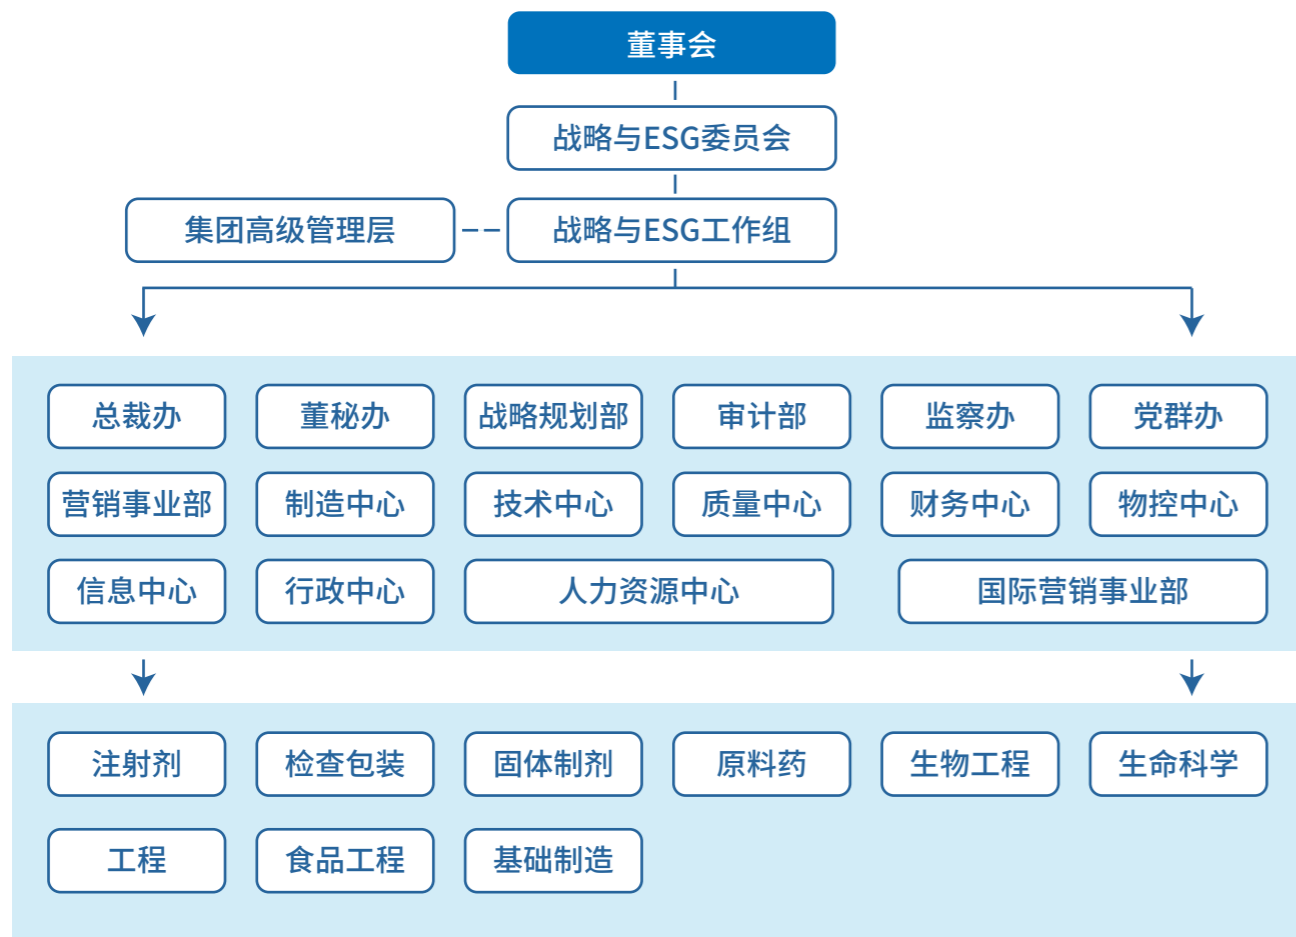 董事会
战略与ESG委员会
集团高级管理层
战略与ESG工作组
总裁办
董秘办
战略规划部
审计部
监察办
党群办
营销事业部
制造中心
技术中心
质量中心
财务中心
物控中心
信息中心
行政中心
人力资源中心
国际营销事业部
注射剂
检查包装
固体制剂
原料药
生物工程
生命科学
工程
食品工程
基础制造